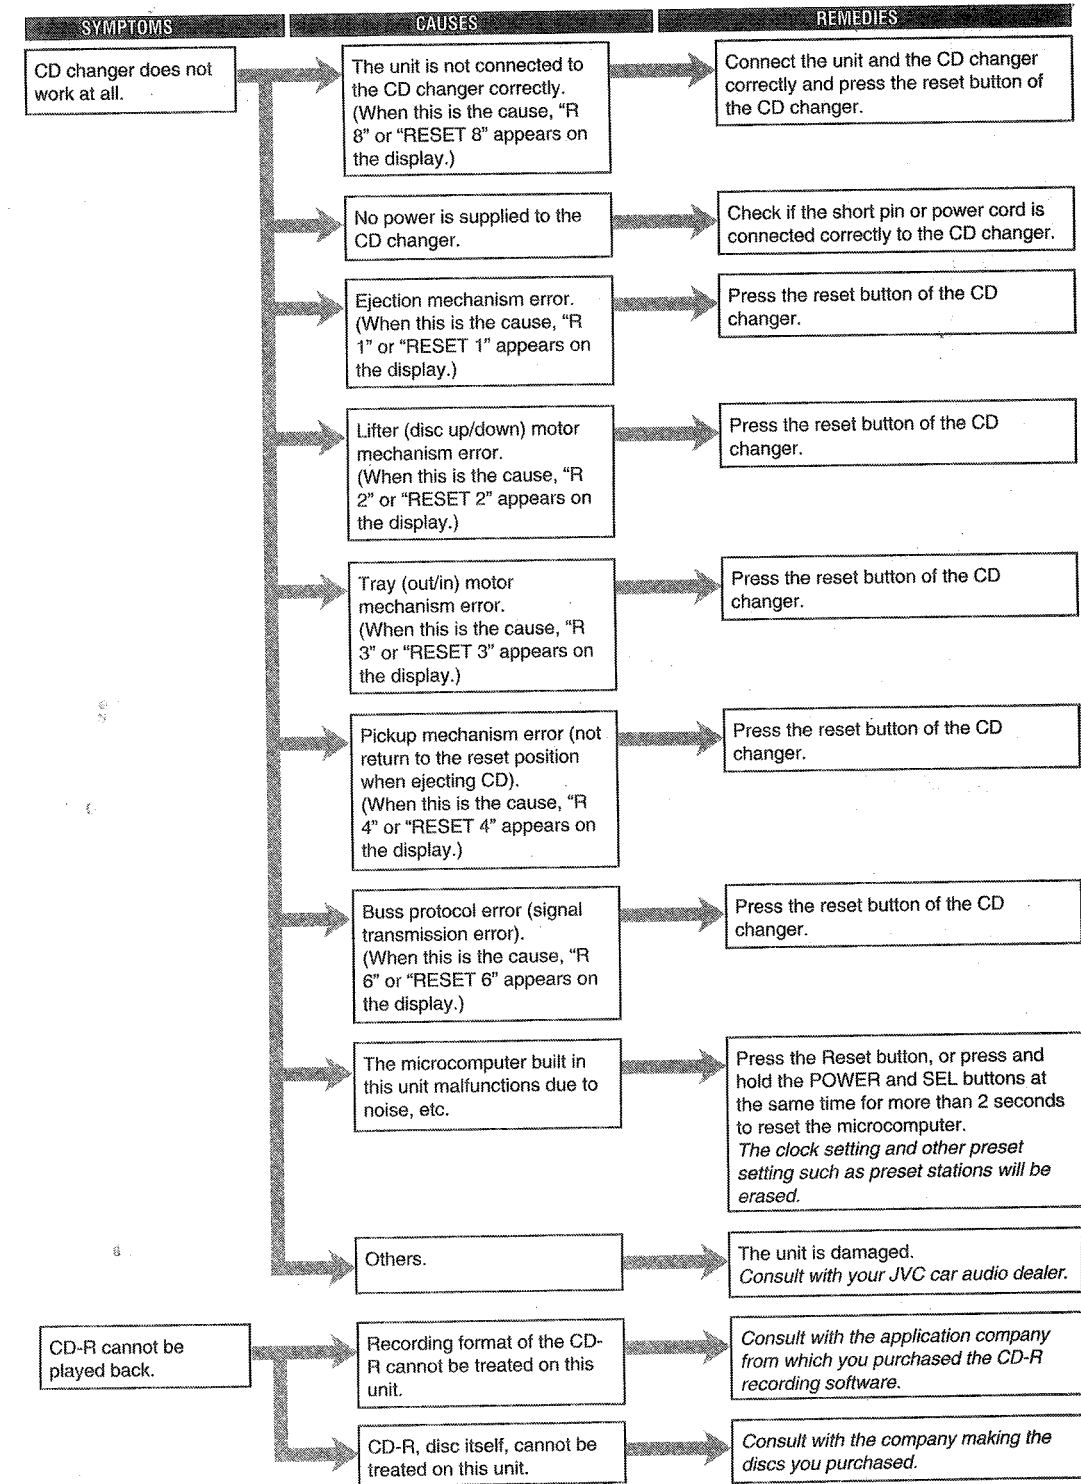 SYMPTOMS
CAUSES
REMEDIES
CD changer does not
work at all.
The unit is not connected to
the CD changer correctly.
(When this is the cause, “R
8” or “RESET 8” appears on
the display.)
Connect the unit and the CD changer
correctly and press the reset button of
the CD changer.
No power is supplied to the
CD changer.
Check if the short pin or power cord is
connected correctly to the CD changer.
Ejection mechanism error.
(When this is the cause, “R
1” or “RESET 1” appears on
the display.)
Press the reset button of the CD
changer.
Lifter (disc up/down) motor
mechanism error.
(When this is the cause, “R
2” or “RESET 2” appears on
the display.)
Press the reset button of the CD
changer.
Tray (out/in) motor
mechanism error.
(When this is the cause, “R
3” or “RESET 3” appears on
the display.)
Press the reset button of the CD
changer.
Pickup mechanism error (not
return to the reset position
when ejecting CD).
(When this is the cause, “R
4” or “RESET 4” appears on
the display.)
Press the reset button of the CD
changer.
Buss protocol error (signal
transmission error).
(When this is the cause, “R
6” or “RESET 6” appears on
the display.)
Press the reset button of the CD
changer.
The microcomputer built in
this unit malfunctions due to
noise, etc.
Press the Reset button, or press and
hold the POWER and SEL buttons at
the same time for more than 2 seconds
to reset the microcomputer.
The clock setting and other preset
setting such as preset stations will be
erased.
Others.
The unit is damaged.
Consult with your JVC car audio dealer.
CD-R cannot be
played back.
Recording format of the CD-
R cannot be treated on this
unit.
Consult with the application company
from which you purchased the CD-R
recording software.
CD-R, disc itself, cannot be
treated on this unit.
Consult with the company making the
discs you purchased.